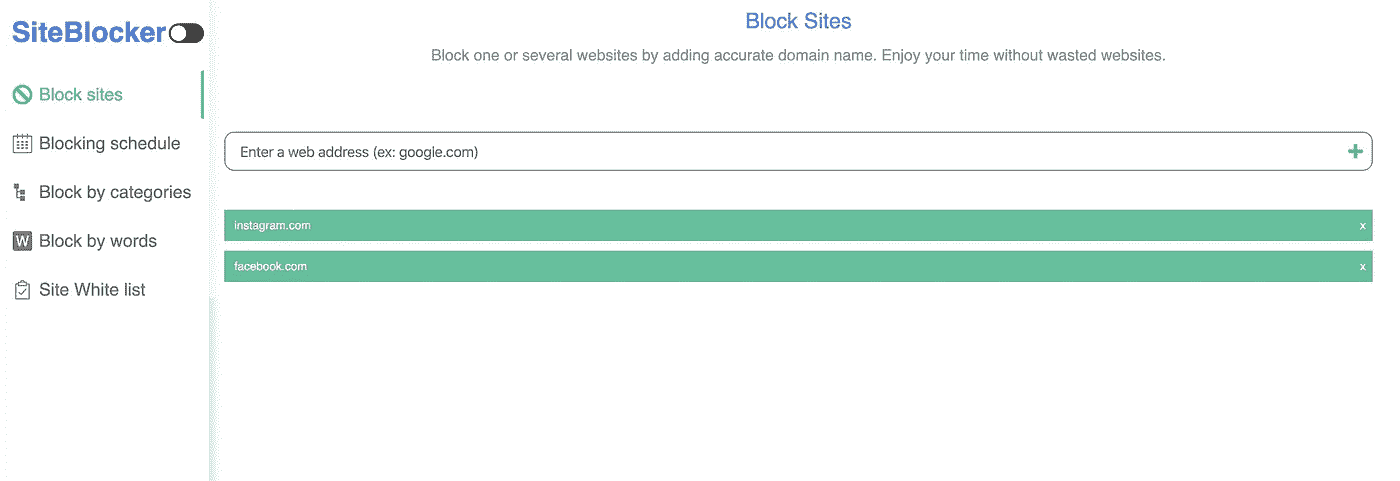 SiteBlocker
Block sites
Blocking schedule
Block by categories
W Block by words
Site White list
Block Sites
Block one or several websites by adding accurate domain name. Enjoy your time without wasted websites.
Enter a web address (ex: google.com)
instagram.com x
facebook.com x